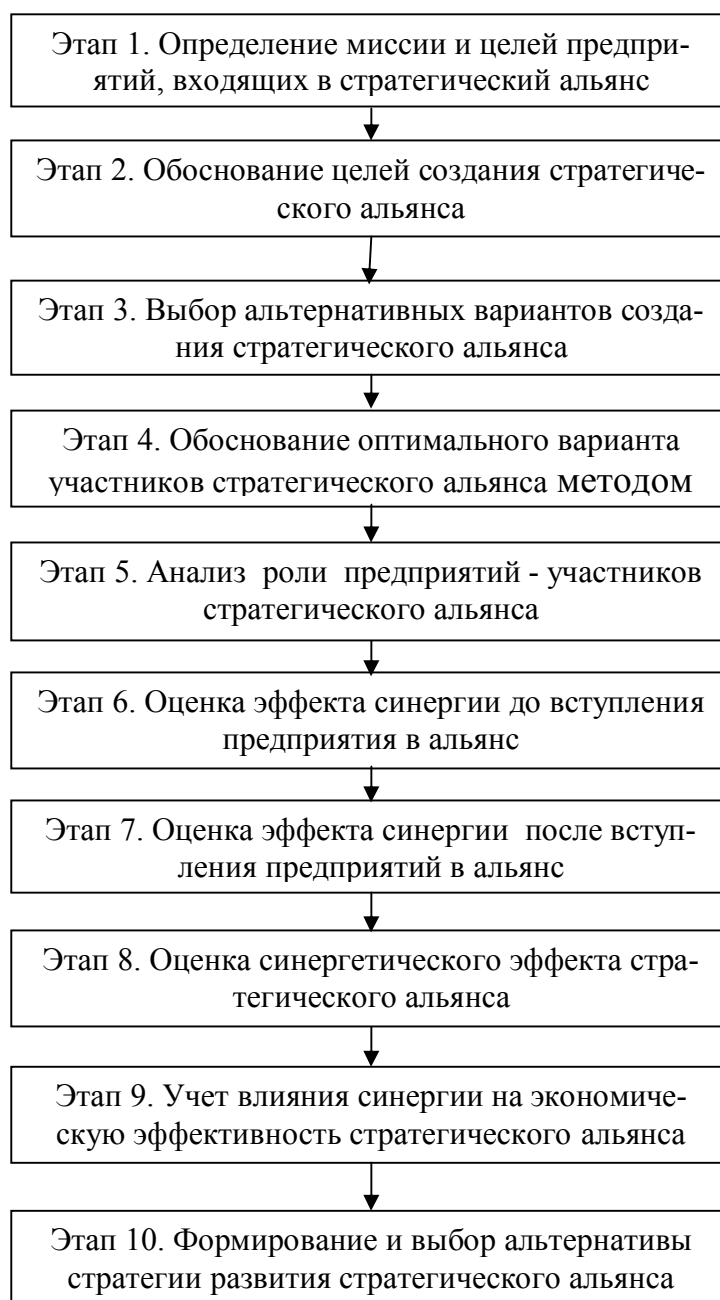 Этап 1. Определение миссии и целей предпри-
ятий, входящих в стратегический альянс
Этап 2. Обоснование целей создания стратегиче-
ского альянса
Этап 3. Выбор альтернативных вариантов созда-
ния стратегического альянса
Этап 4. Обоснование оптимального варианта
участников стратегического альянса методом
Этап 5. Анализ роли предприятий - участников
стратегического альянса
Этап 6. Оценка эффекта синергии до вступления
предприятия в альянс
Этап 7. Оценка эффекта синергии после вступ-
ления предприятий в альянс
Этап 8. Оценка синергетического эффекта стра-
тегического альянса
Этап 9. Учет влияния синергии на экономиче-
скую эффективность стратегического альянса
Этап 10. Формирование и выбор альтернативы
стратегии развития стратегического альянса